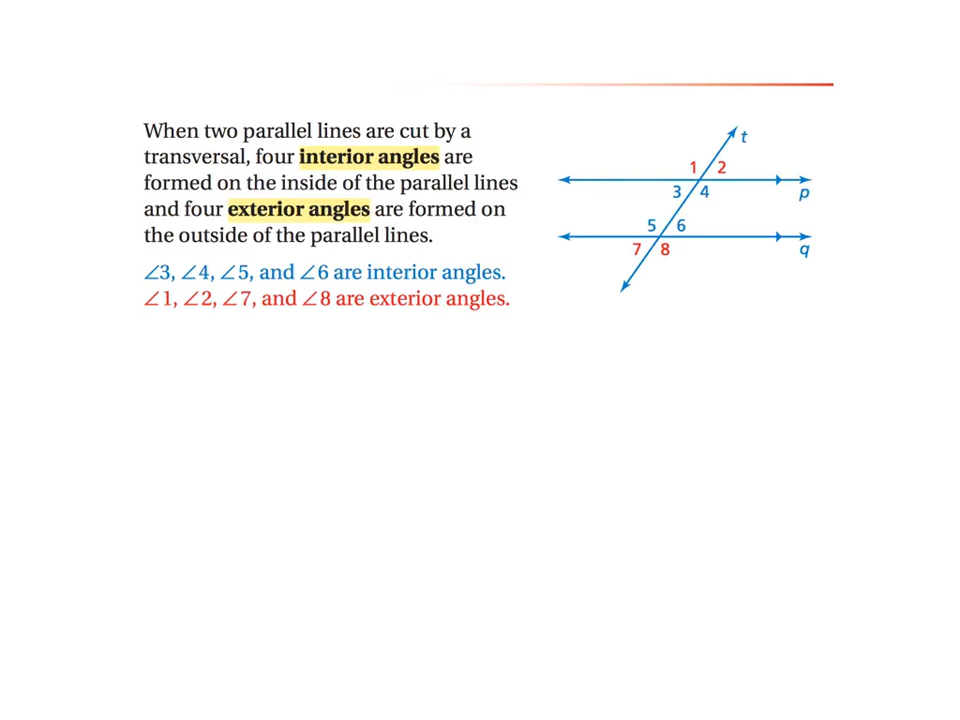 When two parallel lines are cut by a
transversal, four interior angles are
formed on the inside of the parallel lines
and four exterior angles are formed on
the outside of the parallel lines.
∠3, ∠4, ∠5, and ∠6 are interior angles.
∠1, ∠2, ∠7, and ∠8 are exterior angles.
t
1 2
3 4
p
5 6
7 8
q